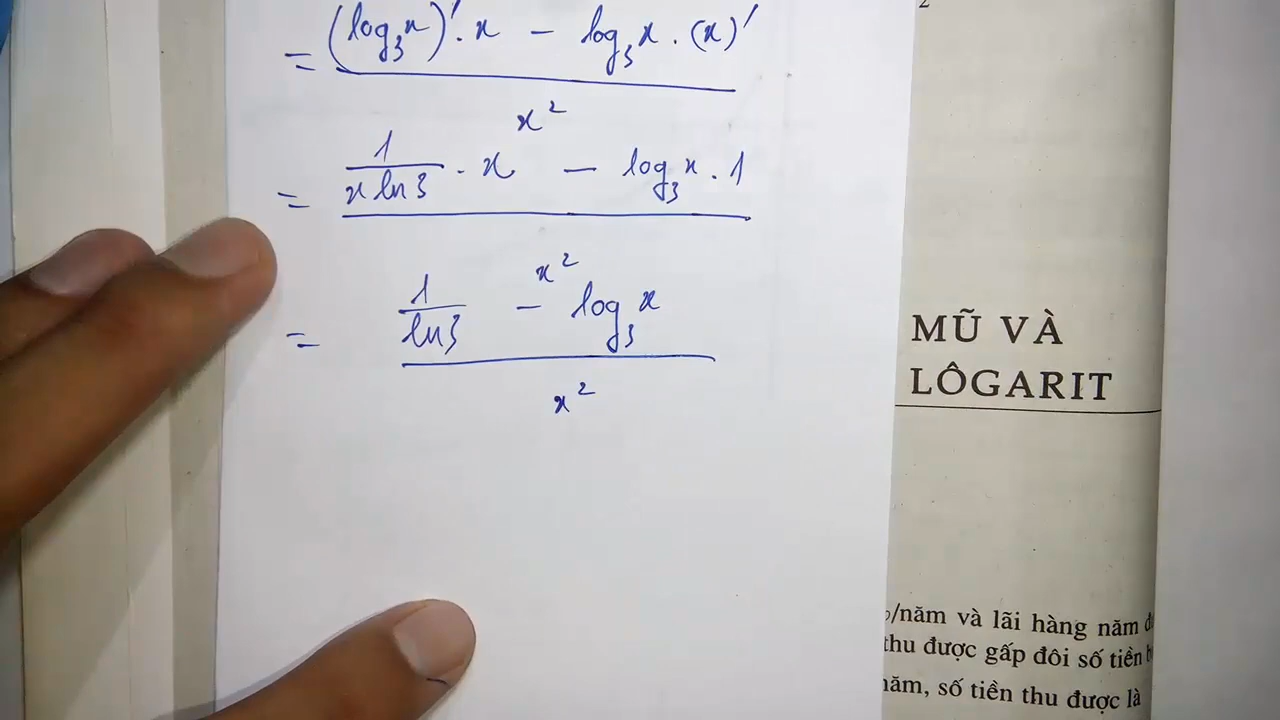 = (log₃x)'. x − log₃x . (x)'
x²
= 1/(x ln3) . x − log₃x . 1
x²
= 1/ln3 − log₃x
x²
2
MŨ VÀ
LÔGARIT
/năm và lãi hàng năm
thu được gấp đôi số tiền
năm, số tiền thu được là